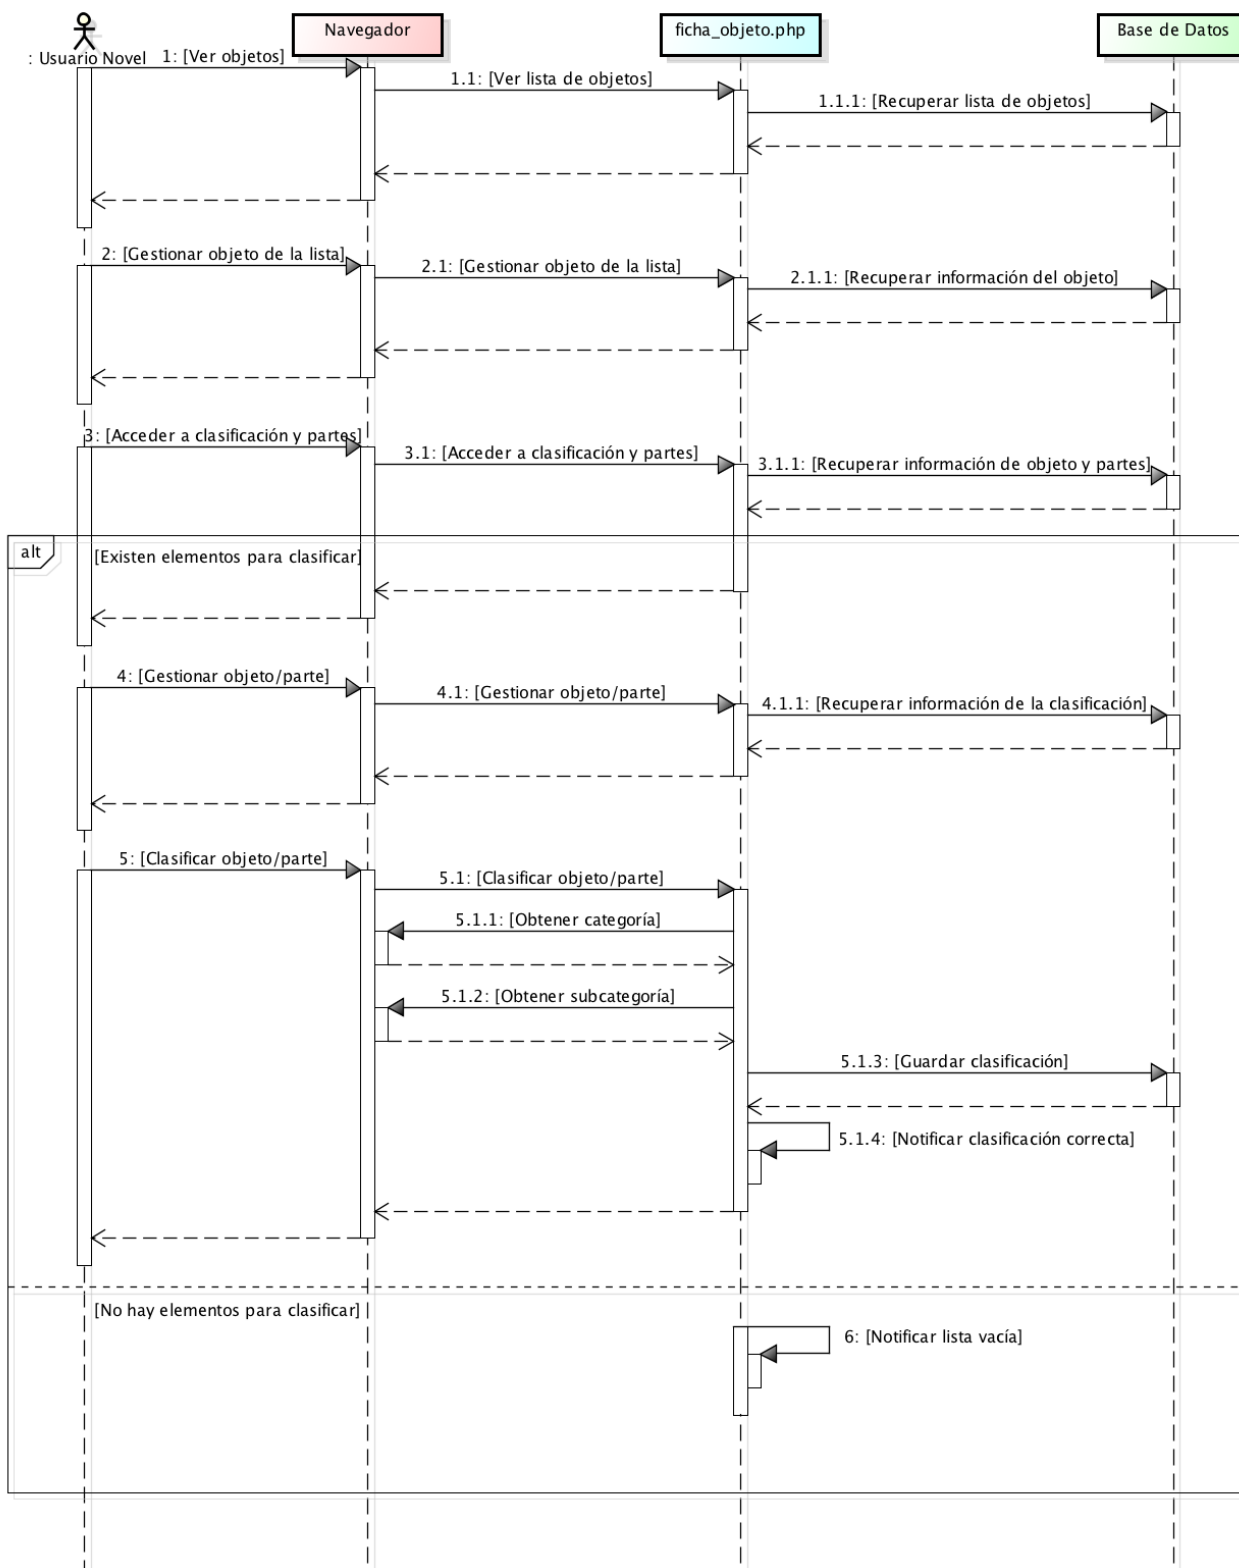 Navegador
ficha_objeto.php
Base de Datos
: Usuario Novel
1: [Ver objetos]
1.1: [Ver lista de objetos]
1.1.1: [Recuperar lista de objetos]
2: [Gestionar objeto de la lista]
2.1: [Gestionar objeto de la lista]
2.1.1: [Recuperar información del objeto]
3: [Acceder a clasificación y partes]
3.1: [Acceder a clasificación y partes]
3.1.1: [Recuperar información de objeto y partes]
alt
[Existen elementos para clasificar]
4: [Gestionar objeto/parte]
4.1: [Gestionar objeto/parte]
4.1.1: [Recuperar información de la clasificación]
5: [Clasificar objeto/parte]
5.1: [Clasificar objeto/parte]
5.1.1: [Obtener categoría]
5.1.2: [Obtener subcategoría]
5.1.3: [Guardar clasificación]
5.1.4: [Notificar clasificación correcta]
[No hay elementos para clasificar]
6: [Notificar lista vacía]